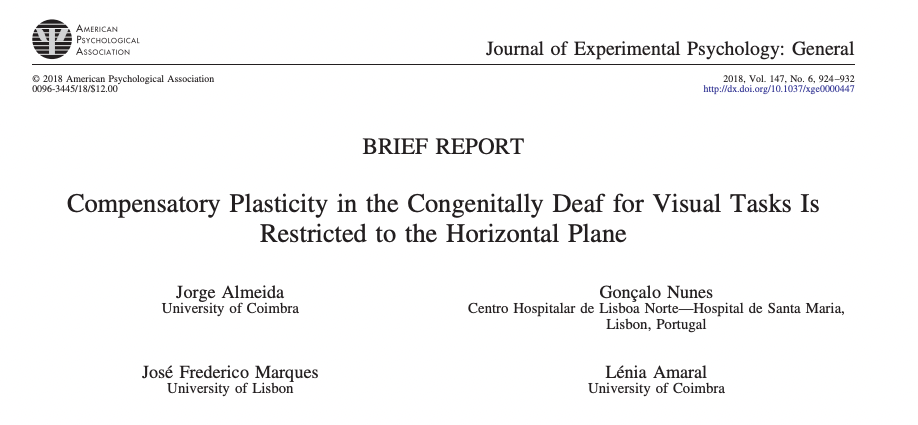 AMERICAN
PSYCHOLOGICAL
ASSOCIATION
Journal of Experimental Psychology: General
© 2018 American Psychological Association
0096-3445/18/$12.00
2018, Vol. 147, No. 6, 924–932
http://dx.doi.org/10.1037/xge0000447
BRIEF REPORT
Compensatory Plasticity in the Congenitally Deaf for Visual Tasks Is
Restricted to the Horizontal Plane
Jorge Almeida
University of Coimbra
Gonçalo Nunes
Centro Hospitalar de Lisboa Norte—Hospital de Santa Maria,
Lisbon, Portugal
José Frederico Marques
University of Lisbon
Lénia Amaral
University of Coimbra